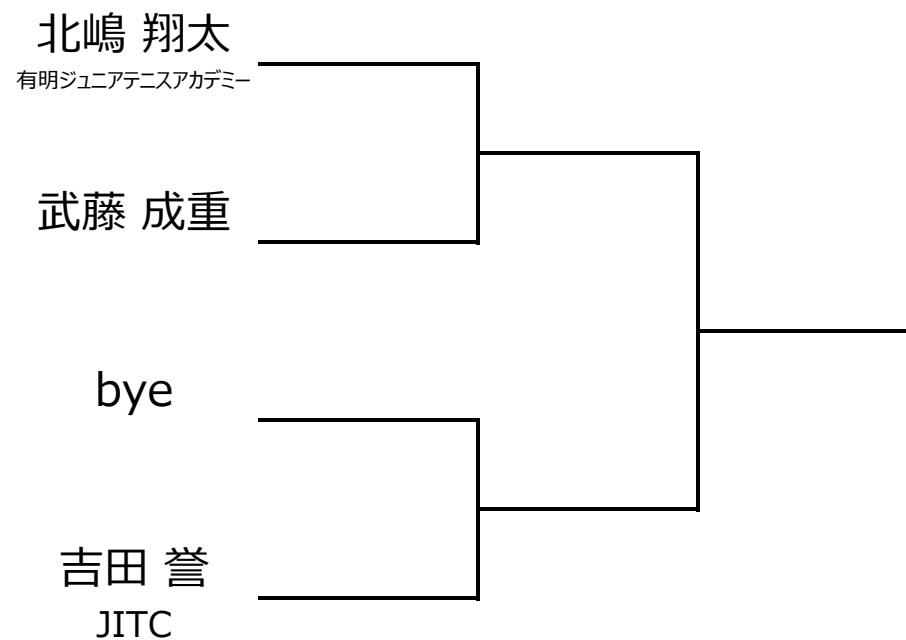 北嶋 翔太
有明ジュニアテニスアカデミー
武藤 成重
bye
吉田 誉
JITC